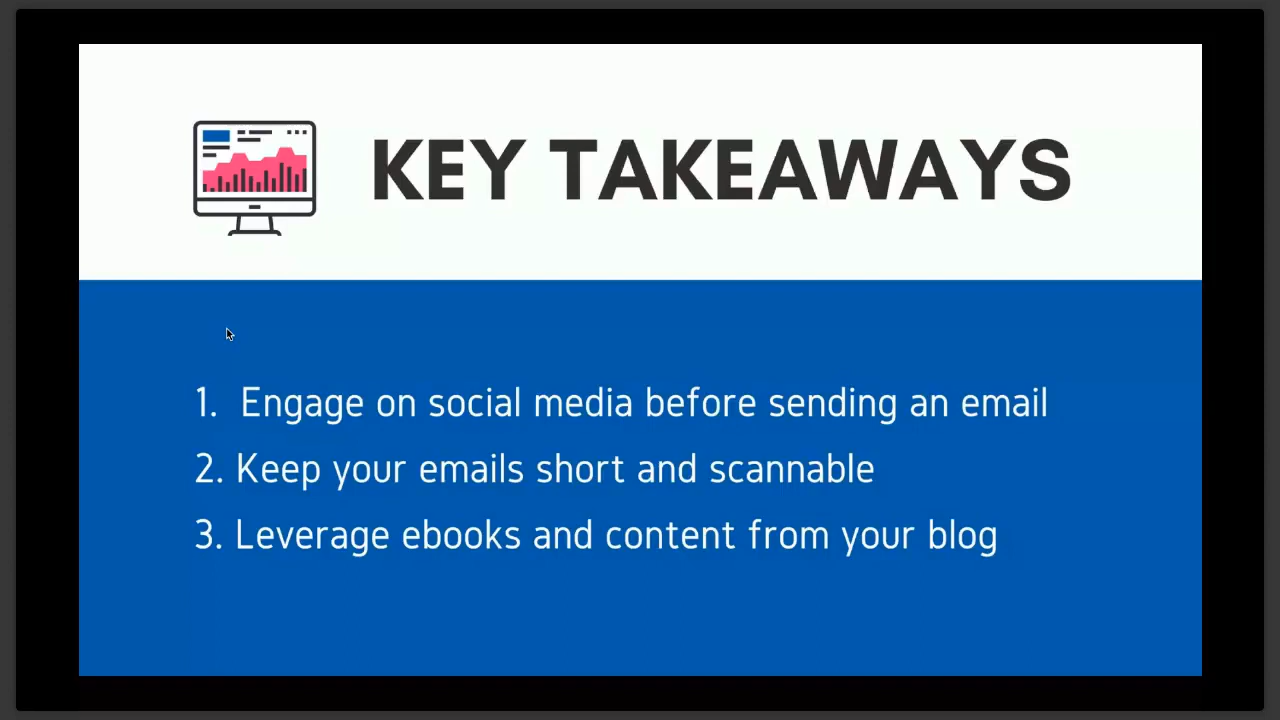 KEY TAKEAWAYS
1. Engage on social media before sending an email
2. Keep your emails short and scannable
3. Leverage ebooks and content from your blog